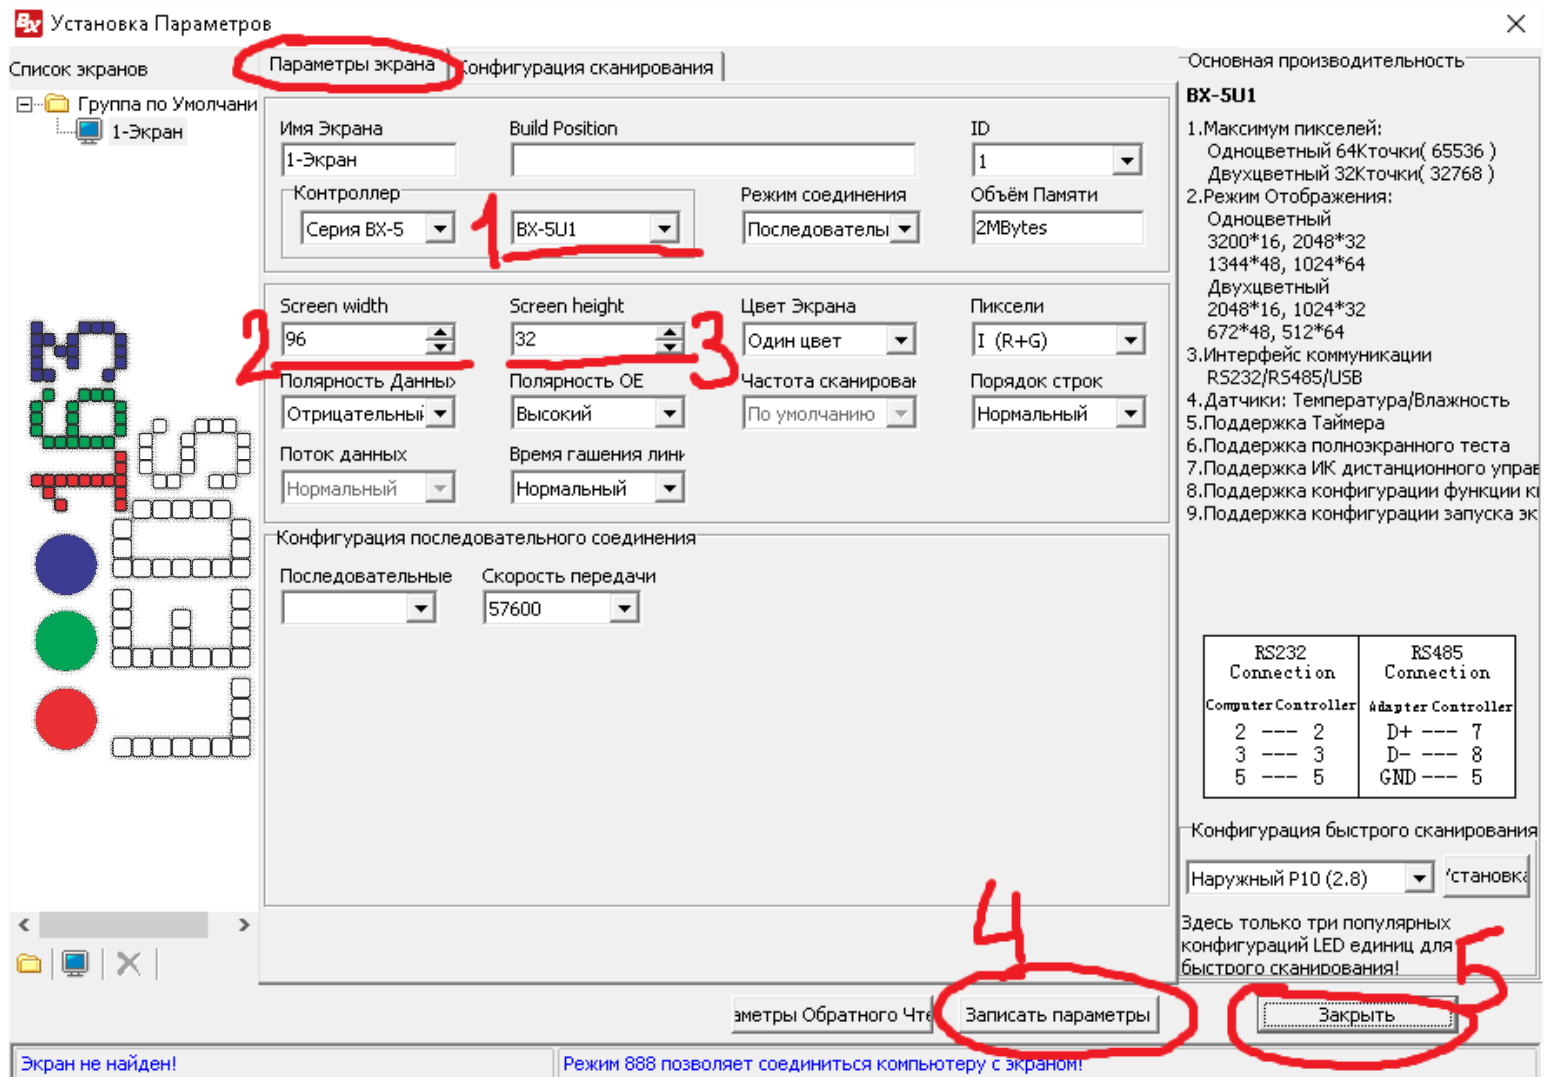 BX Установка Параметров
Список экранов
Группа по Умолчани
1-Экран
Параметры экрана
онфигурация сканирования
Имя Экрана
Build Position
ID
1-Экран
1
Контроллер
Режим соединения
Объём Памяти
Серия BX-5
1
BX-5U1
Последователы
2MBytes
Screen width
Screen height
Цвет Экрана
Пиксели
2
96
32
3
Один цвет
I (R+G)
Полярность Данны
Полярность OE
Частота сканирова
Порядок строк
Отрицательны
Высокий
По умолчанию
Нормальный
Поток данных
Время гашения лини
Нормальный
Нормальный
Конфигурация последовательного соединения
Последовательные
Скорость передачи
57600
Основная производительность
BX-5U1
1.Максимум пикселей:
Одноцветный 64Кточки( 65536 )
Двухцветный 32Кточки( 32768 )
2.Режим Отображения:
Одноцветный
3200*16, 2048*32
1344*48, 1024*64
Двухцветный
2048*16, 1024*32
672*48, 512*64
3.Интерфейс коммуникации
RS232/RS485/USB
4.Датчики: Температура/Влажность
5.Поддержка Таймера
6.Поддержка полноэкранного теста
7.Поддержка ИК дистанционного управ
8.Поддержка конфигурации функции к
9.Поддержка конфигурации запуска эк
RS232 Connection
Computer Controller
2 --- 2
3 --- 3
5 --- 5
RS485 Connection
Adapter Controller
D+ --- 7
D- --- 8
GND --- 5
Конфигурация быстрого сканирования
Наружный P10 (2.8)
становка
Здесь только три популярных
конфигураций LED единиц для
быстрого сканирования!
4
5
аметры Обратного Чте
Записать параметры
Закрыть
Экран не найден!
Режим 888 позволяет соединиться компьютеру с экраном!